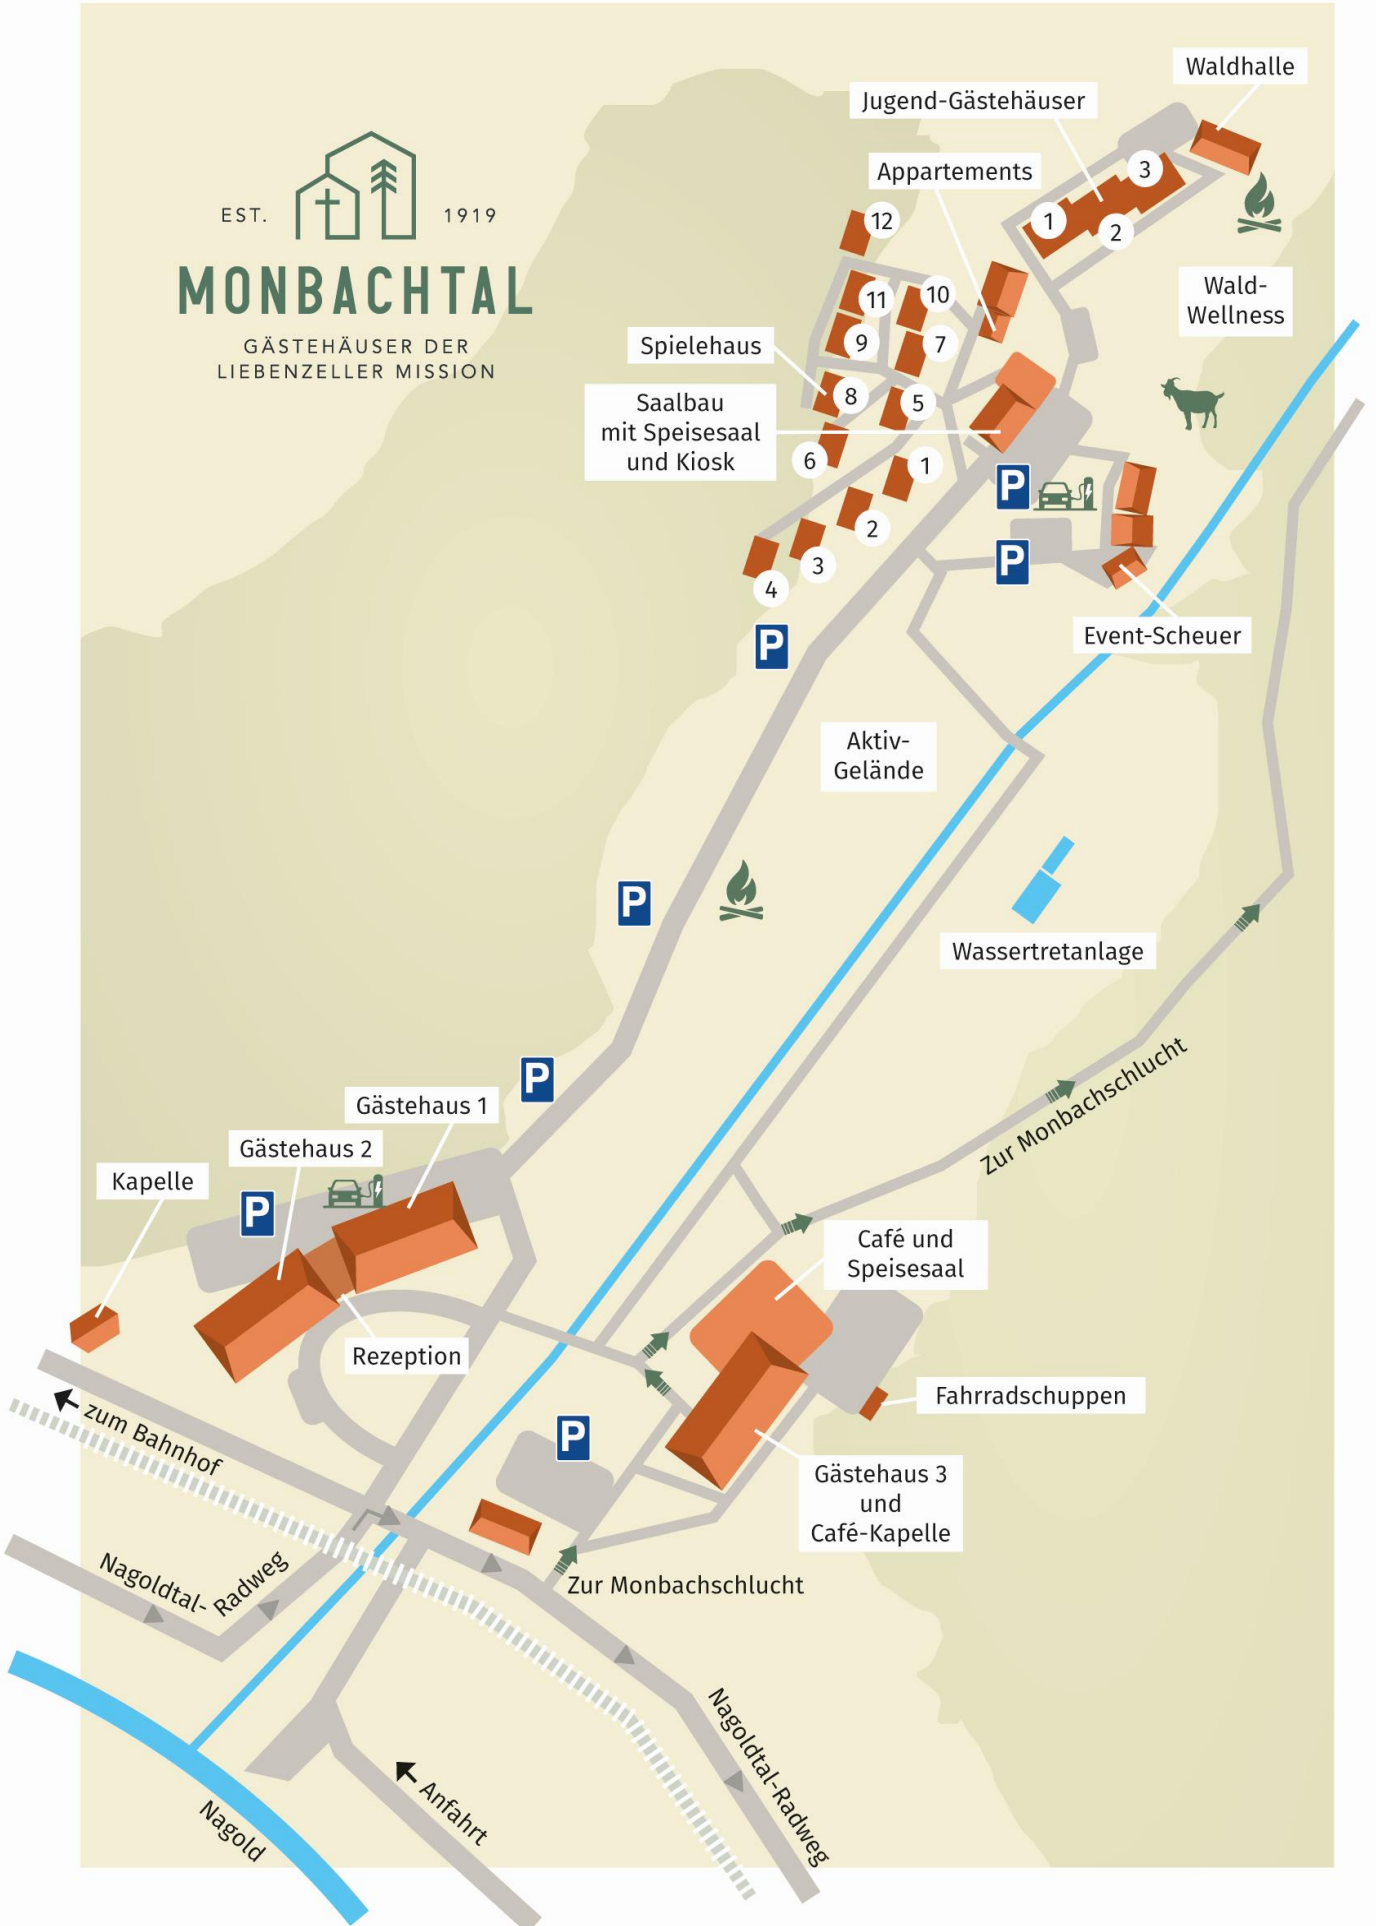 Waldhalle
Jugend-Gästehäuser
Appartements
3
1
2
EST.
1919
MONBACHTAL
GÄSTEHÄUSER DER
LIEBENZELLER MISSION
12
11
10
9
7
Wald-
Wellness
Spielehaus
8
5
Saalbau
mit Speisesaal
und Kiosk
6
1
2
3
4
P
P
Event-Scheuer
P
Aktiv-
Gelände
P
Wassertretanlage
P
Zur Monbachschlucht
Gästehaus 1
Gästehaus 2
Kapelle
P
Café und
Speisesaal
Rezeption
Fahrradschuppen
zum Bahnhof
P
Gästehaus 3
und
Café-Kapelle
Nagoldtal- Radweg
Zur Monbachschlucht
Nagoldtal-Radweg
Anfahrt
Nagold